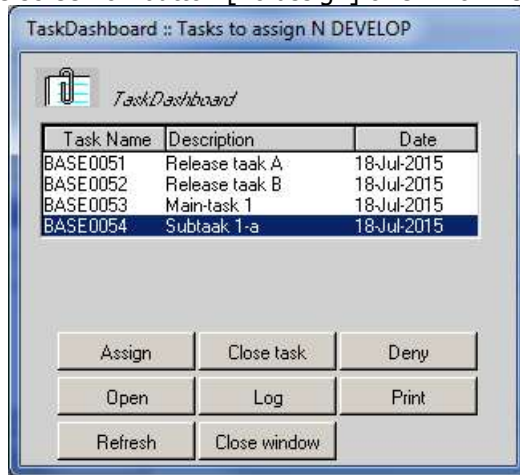 TaskDashboard :: Tasks to assign N DEVELOP
TaskDashboard
Task Name Description Date
BASE0051 Release taak A 18-Jul-2015
BASE0052 Release taak B 18-Jul-2015
BASE0053 Main-task 1 18-Jul-2015
BASE0054 Subtaak 1-a 18-Jul-2015
Assign Close task Deny
Open Log Print
Refresh Close window